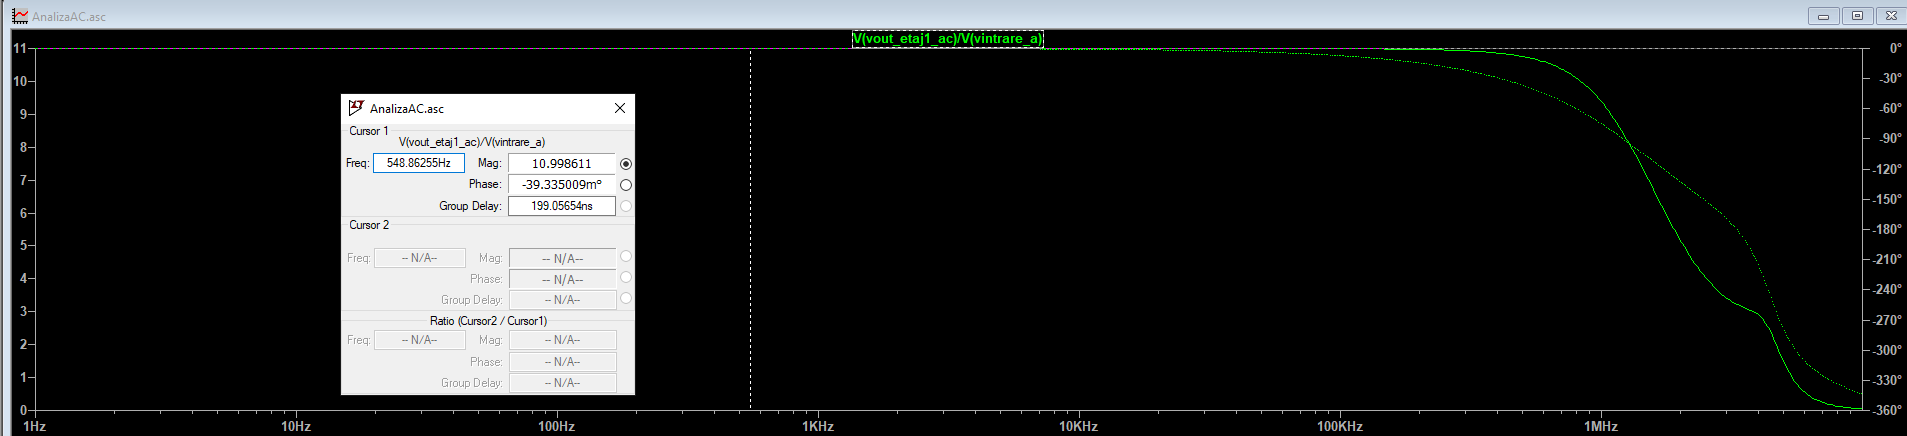 AnalizaAC.asc
V(vout_etaj1_ac)/V(vintrare_a)
11
10
9
8
7
6
5
4
3
2
1
0
0°
-30°
-60°
-90°
-120°
-150°
-180°
-210°
-240°
-270°
-300°
-330°
-360°
1Hz 10Hz 100Hz 1KHz 10KHz 100KHz 1MHz
AnalizaAC.asc
Cursor 1
V(vout_etaj1_ac)/V(vintrare_a)
Freq: 548.86255Hz Mag: 10.998611
Phase: -39.335009m°
Group Delay: 199.05654ns
Cursor 2
Freq: -- N/A-- Mag: -- N/A--
Phase: -- N/A--
Group Delay: -- N/A--
Ratio (Cursor2 / Cursor1)
Freq: -- N/A-- Mag: -- N/A--
Phase: -- N/A--
Group Delay: -- N/A--